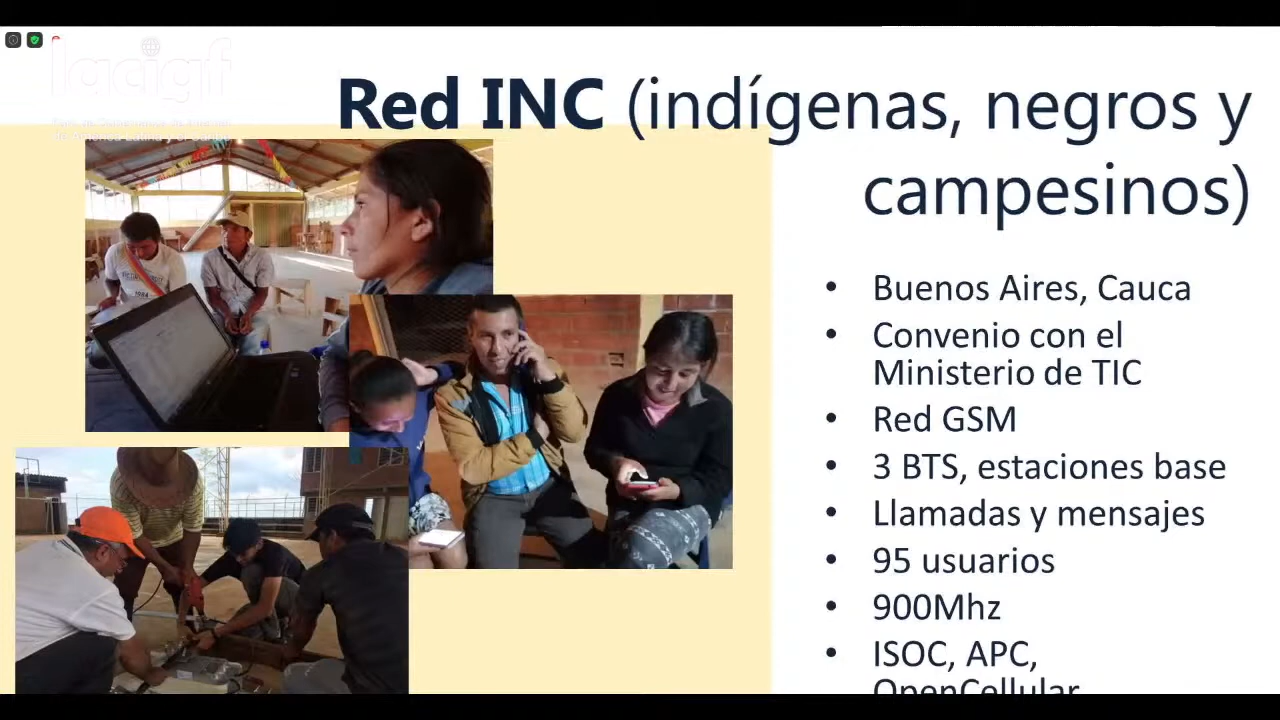 lacigf
Red INC (indígenas, negros y
campesinos)
• Buenos Aires, Cauca
• Convenio con el
Ministerio de TIC
• Red GSM
• 3 BTS, estaciones base
• Llamadas y mensajes
• 95 usuarios
• 900Mhz
• ISOC, APC,
OpenCellular